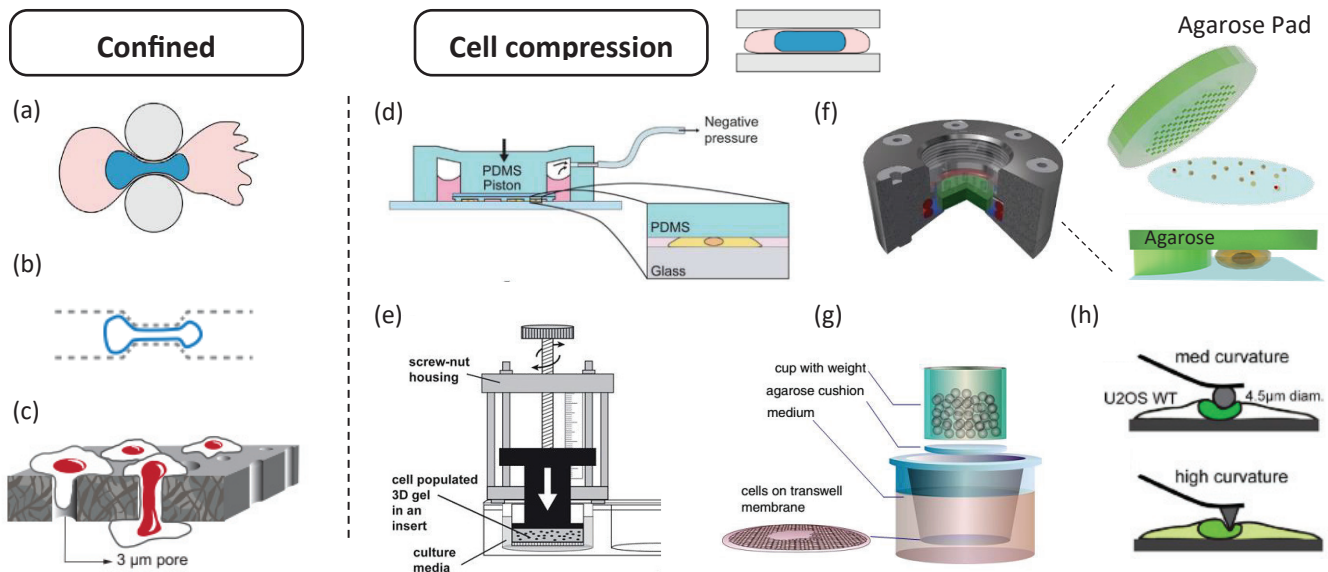 Confined
Cell compression
Agarose Pad
(a)
(d)
Negative
pressure
PDMS
Piston
PDMS
Glass
(f)
Agarose
(b)
(e)
screw-nut
housing
cell populated
3D gel
in an
insert
culture
media
(g)
cup with weight
agarose cushion
medium
cells on transwell
membrane
(h)
med curvature
U2OS WT
4.5µm diam.
high curvature
(c)
3 µm pore